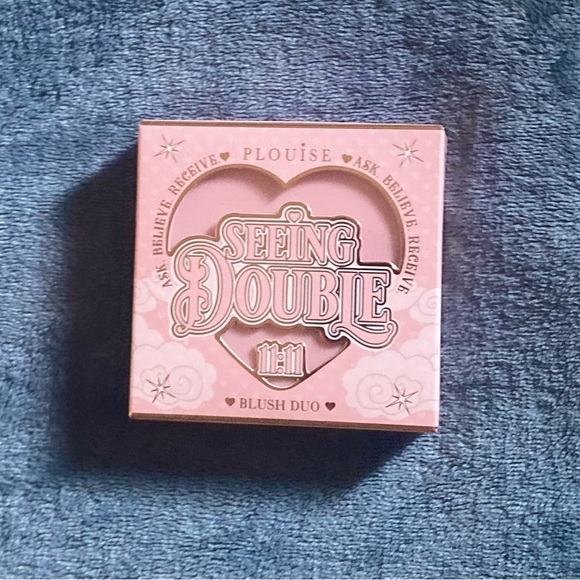 ASK. BELIEVE. RECEIVE ♥ PLOUiSE ♥ ASK. BELIEVE. RECEIVE
SEEiNG
DOUBLE
11:11
♥ BLUSH DUO ♥